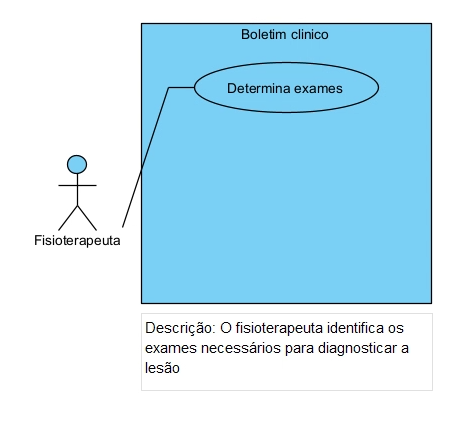 Boletim clinico
Determina exames
Fisioterapeuta
Descrição: O fisioterapeuta identifica os
exames necessários para diagnosticar a
lesão